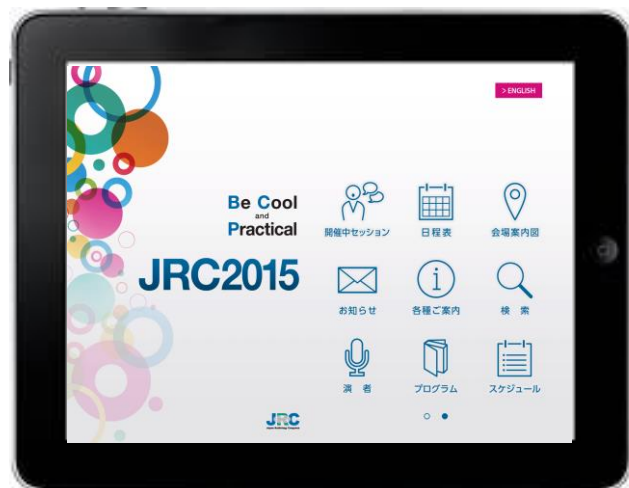 > ENGLISH
Be Cool
and
Practical
JRC2015
開催中セッション
日程表
会場案内図
お知らせ
各種ご案内
検 索
演 者
プログラム
スケジュール
JRC